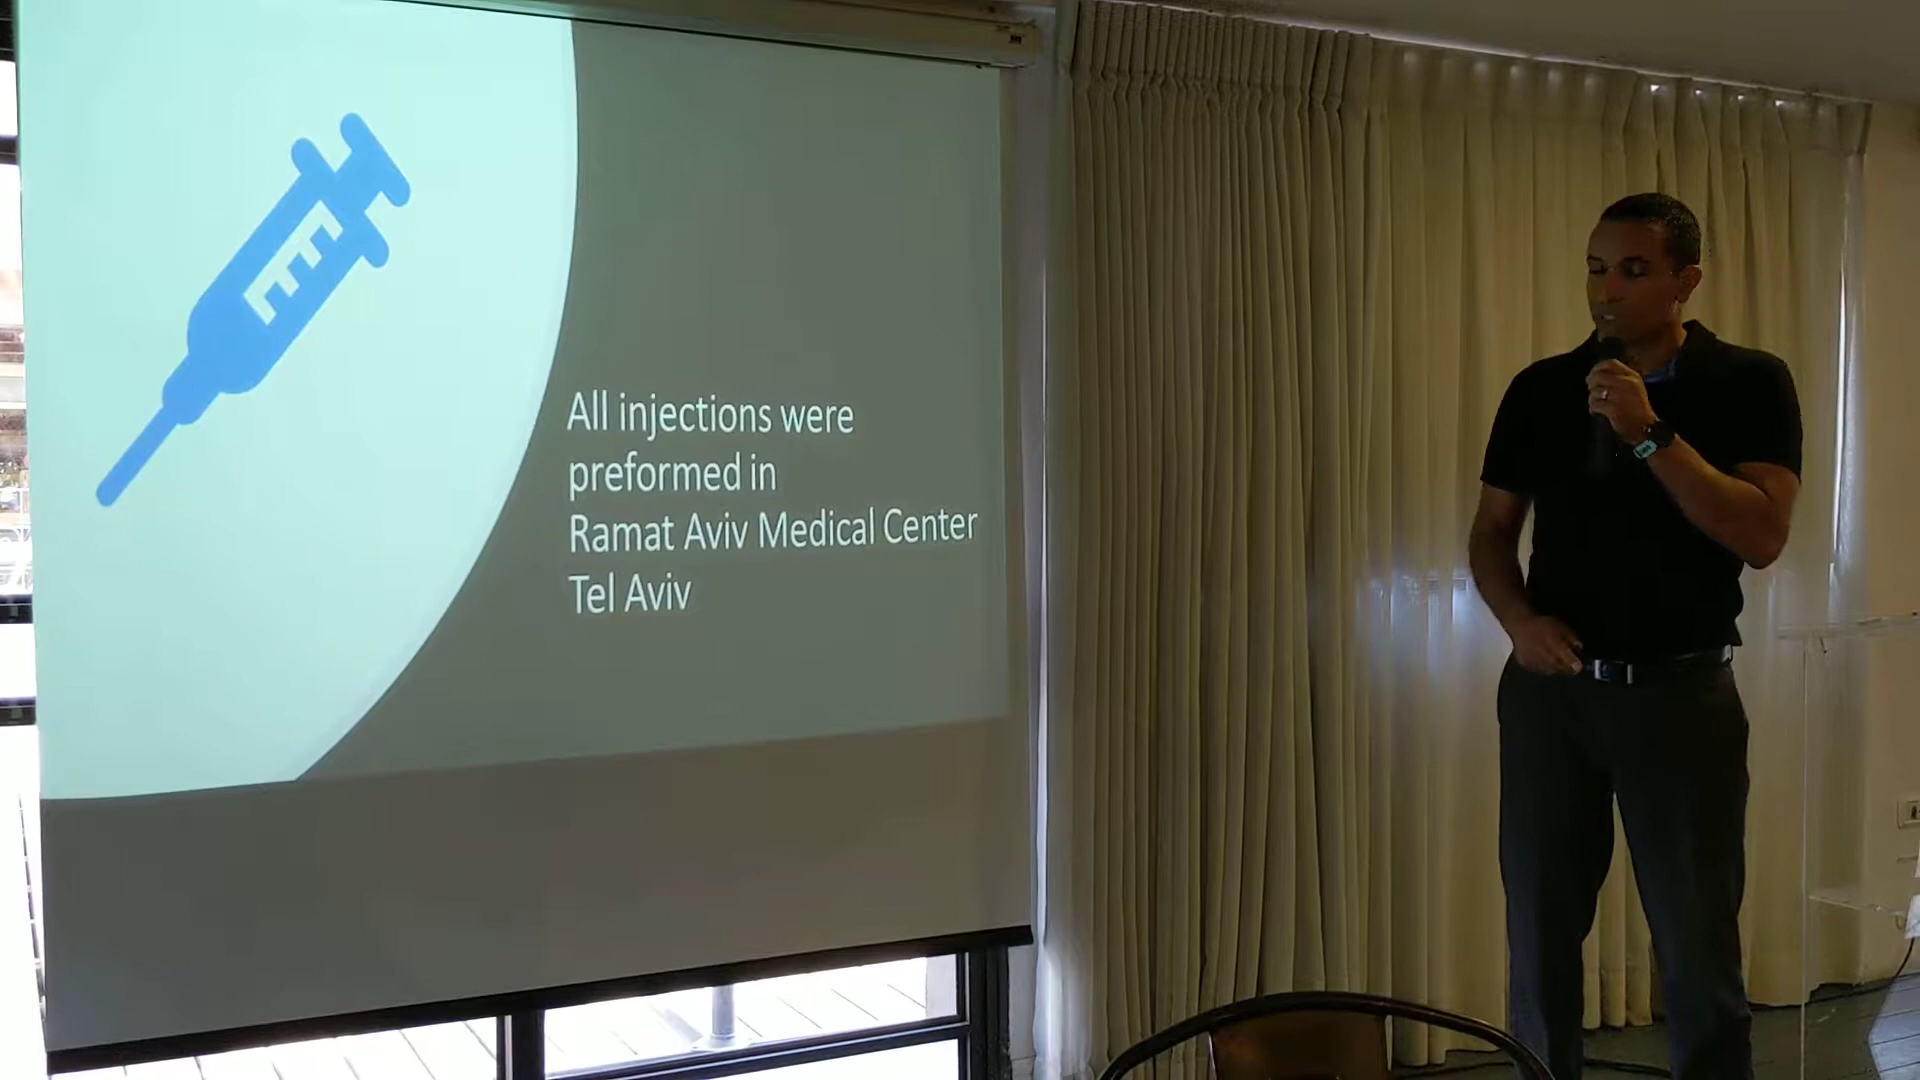 All injections were
preformed in
Ramat Aviv Medical Center
Tel Aviv